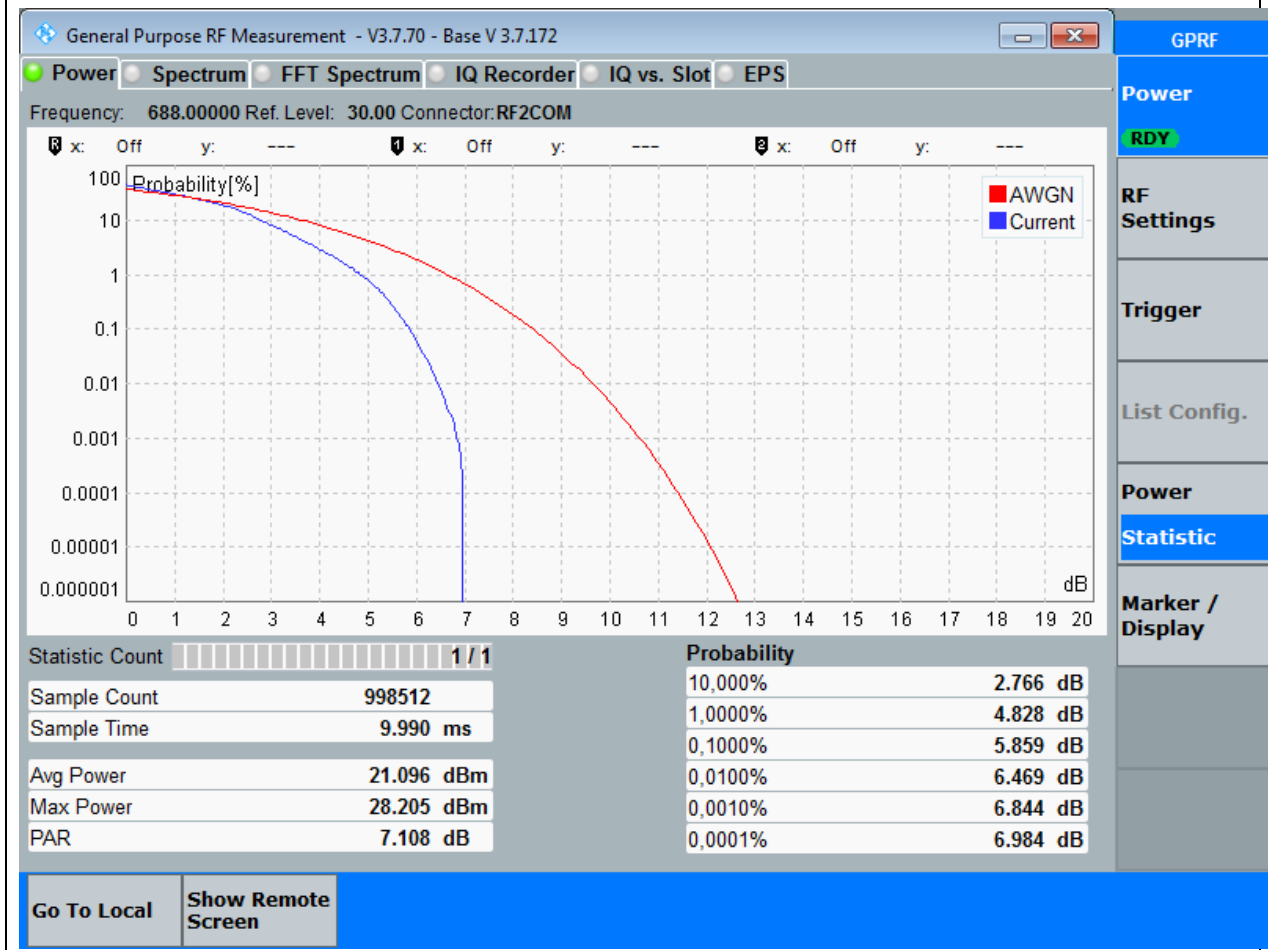 General Purpose RF Measurement - V3.7.70 - Base V 3.7.172
GPRF
Power Spectrum FFT Spectrum IQ Recorder IQ vs. Slot EPS
Frequency: 688.00000 Ref. Level: 30.00 Connector: RF2COM
R x: Off y: --- 1 x: Off y: --- 2 x: Off y: ---
Probability[%]
AWGN
Current
100
10
1
0.1
0.01
0.001
0.0001
0.00001
0.000001
dB
0 1 2 3 4 5 6 7 8 9 10 11 12 13 14 15 16 17 18 19 20
Statistic Count 1 / 1
Sample Count 998512
Sample Time 9.990 ms
Avg Power 21.096 dBm
Max Power 28.205 dBm
PAR 7.108 dB
Probability
10,000% 2.766 dB
1,0000% 4.828 dB
0,1000% 5.859 dB
0,0100% 6.469 dB
0,0010% 6.844 dB
0,0001% 6.984 dB
Power
RDY
RF
Settings
Trigger
List Config.
Power
Statistic
Marker /
Display
Go To Local
Show Remote
Screen